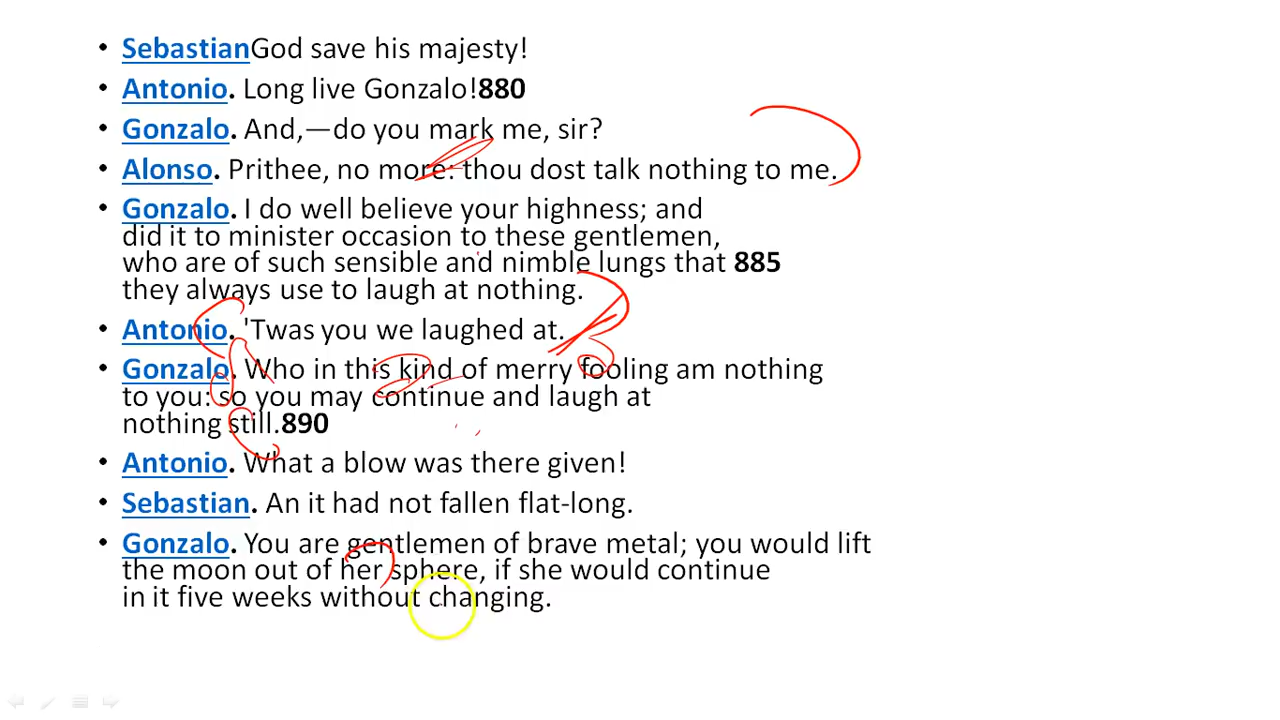 • SebastianGod save his majesty!
• Antonio. Long live Gonzalo!880
• Gonzalo. And,—do you mark me, sir?
• Alonso. Prithee, no more: thou dost talk nothing to me.
• Gonzalo. I do well believe your highness; and
did it to minister occasion to these gentlemen,
who are of such sensible and nimble lungs that 885
they always use to laugh at nothing.
• Antonio. 'Twas you we laughed at.
• Gonzalo. Who in this kind of merry fooling am nothing
to you: so you may continue and laugh at
nothing still.890
• Antonio. What a blow was there given!
• Sebastian. An it had not fallen flat-long.
• Gonzalo. You are gentlemen of brave metal; you would lift
the moon out of her sphere, if she would continue
in it five weeks without changing.